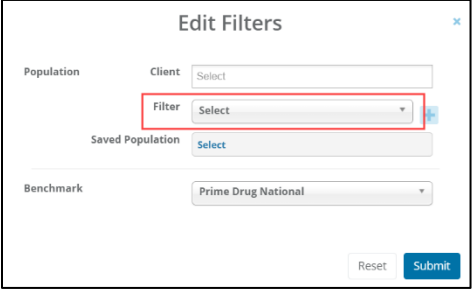 Edit Filters
×
Population Client Select
Filter Select
+
Saved Population Select
Benchmark Prime Drug National
Reset Submit